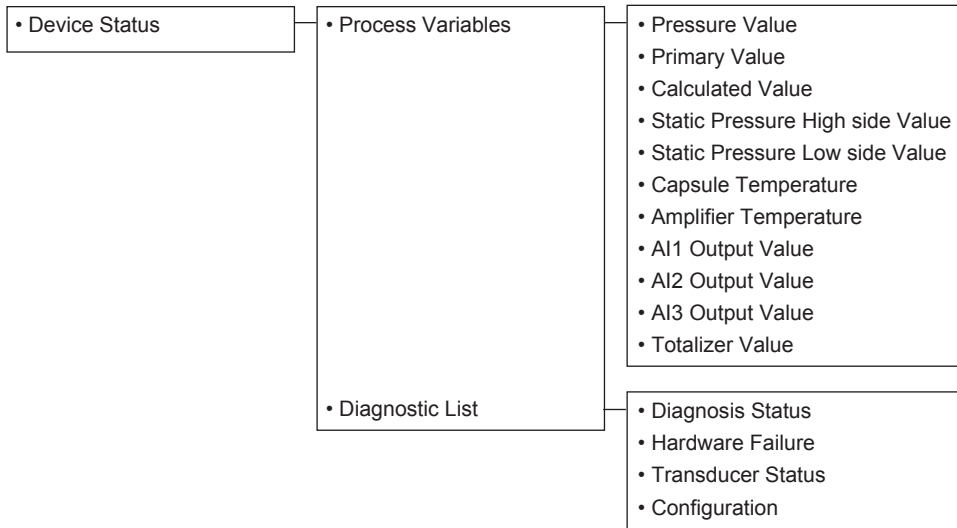 • Device Status
• Process Variables
• Pressure Value
• Primary Value
• Calculated Value
• Static Pressure High side Value
• Static Pressure Low side Value
• Capsule Temperature
• Amplifier Temperature
• AI1 Output Value
• AI2 Output Value
• AI3 Output Value
• Totalizer Value
• Diagnostic List
• Diagnosis Status
• Hardware Failure
• Transducer Status
• Configuration